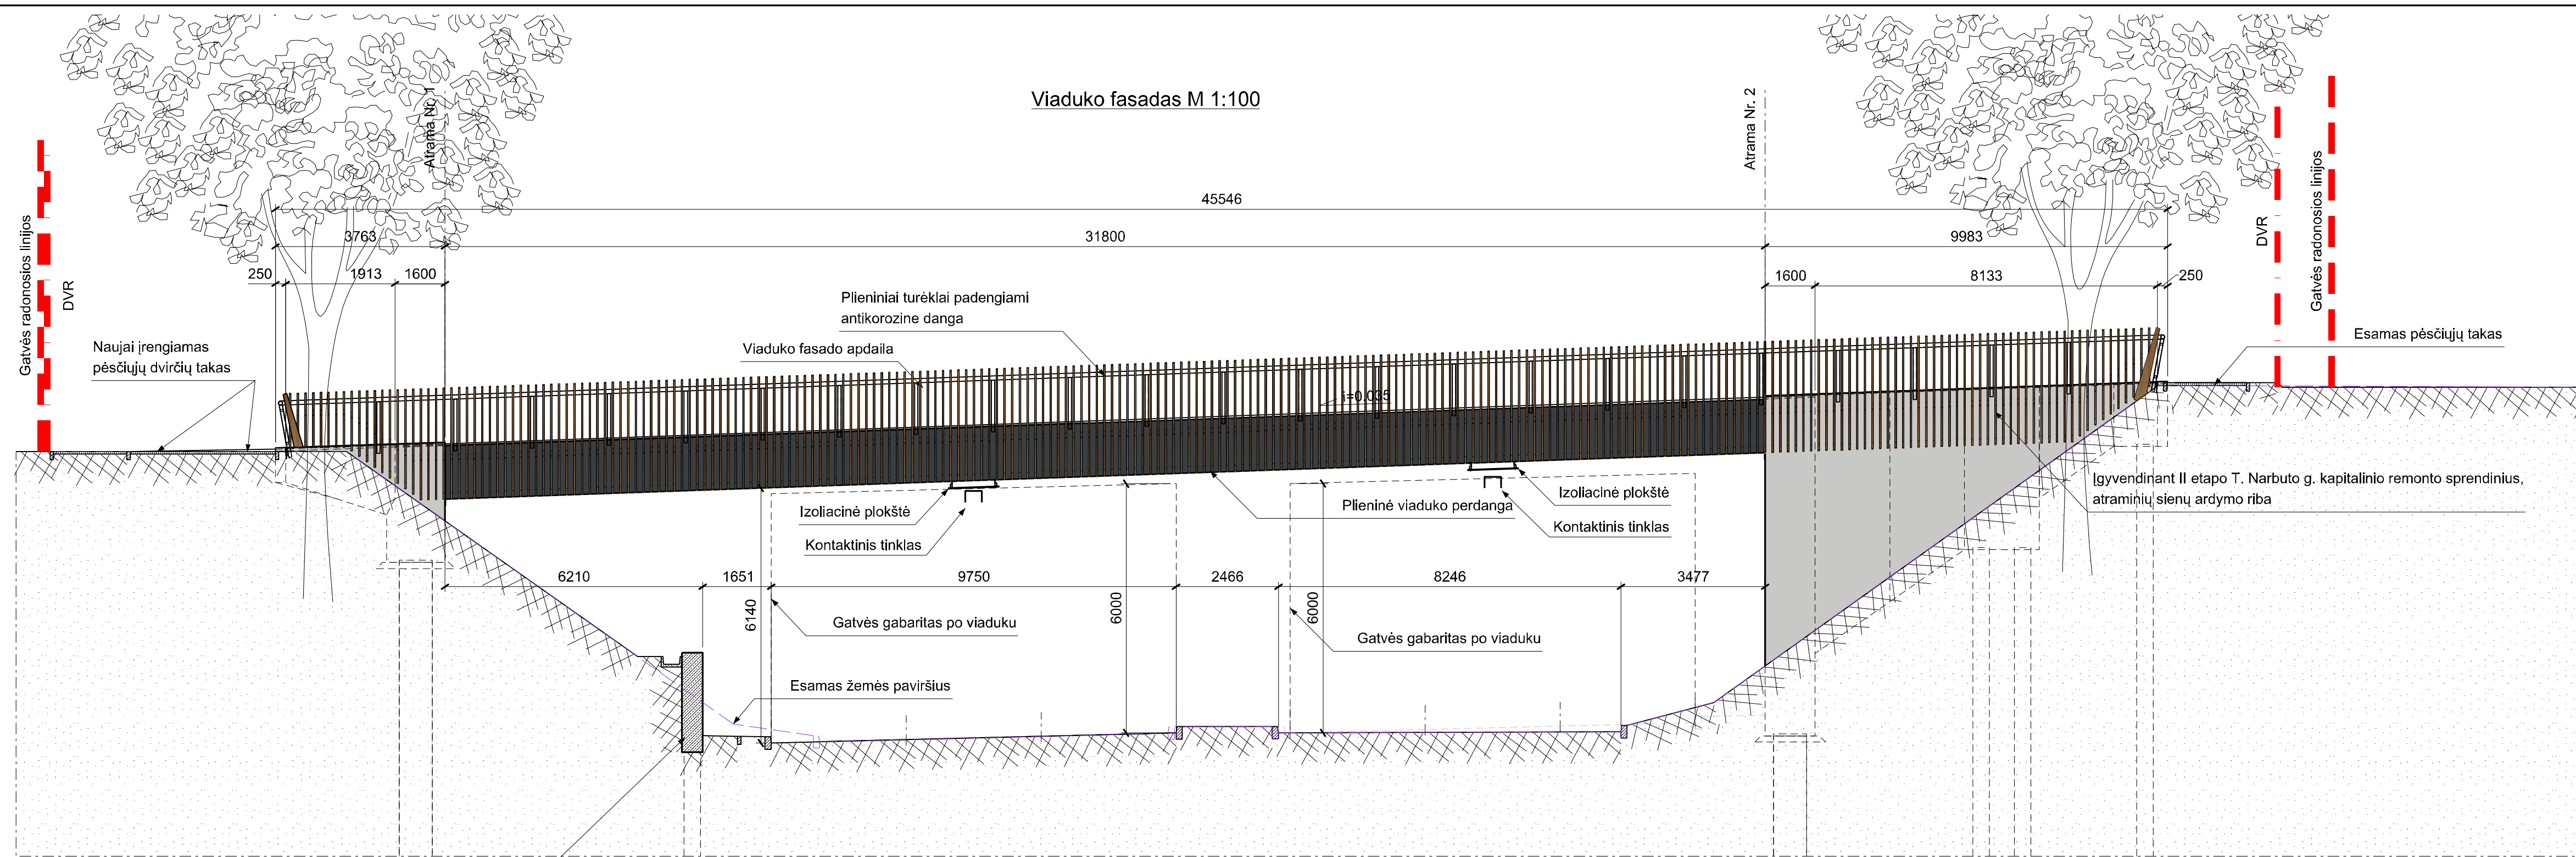 Viaduko fasadas M 1:100
Atrama Nr. 1
Atrama Nr. 2
Gatvės radonosios linijos
DVR
DVR
Gatvės radonosios linijos
45546
3763
31800
9983
250
1913
1600
1600
8133
250
Plieniniai turėklai padengiami
antikorozine danga
Viaduko fasado apdaila
Naujai įrengiamas
pėsčiųjų dvirčių takas
Esamas pėsčiųjų takas
i=0.035
Izoliacinė plokštė
Kontaktinis tinklas
Plieninė viaduko perdanga
Izoliacinė plokštė
Kontaktinis tinklas
Įgyvendinant II etapo T. Narbuto g. kapitalinio remonto sprendinius,
atraminių sienų ardymo riba
6210
1651
9750
2466
8246
3477
6140
6000
6000
Gatvės gabaritas po viaduku
Gatvės gabaritas po viaduku
Esamas žemės paviršius